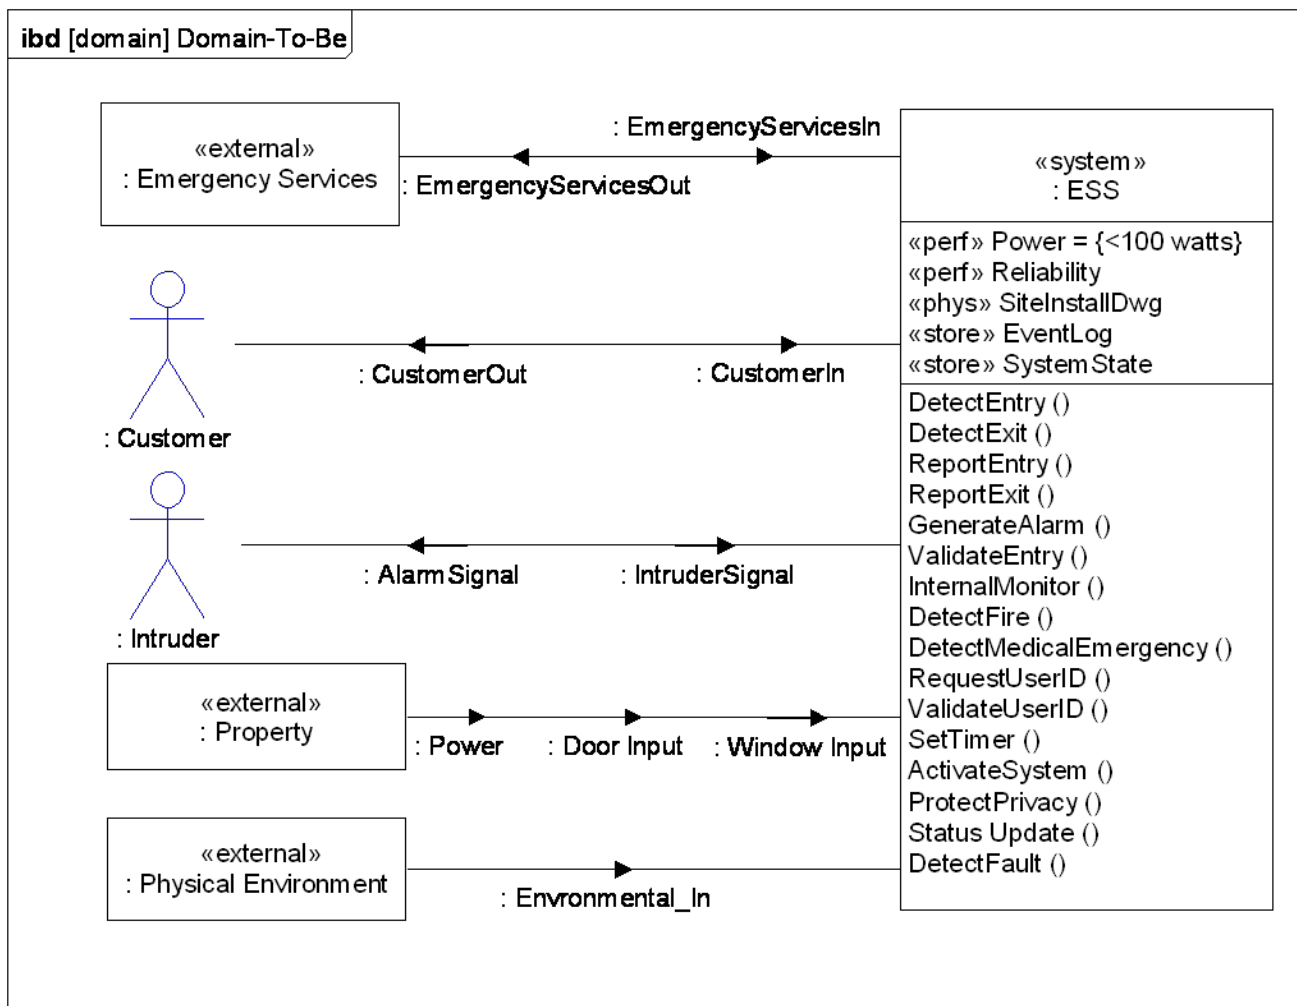 ibd [domain] Domain-To-Be
«external»
: Emergency Services
: EmergencyServicesIn
: EmergencyServicesOut
«system»
: ESS
«perf» Power = {<100 watts}
«perf» Reliability
«phys» SiteInstallDwg
«store» EventLog
«store» SystemState
: CustomerOut
: CustomerIn
: Customer
DetectEntry ()
DetectExit ()
ReportEntry ()
ReportExit ()
GenerateAlarm ()
ValidateEntry ()
InternalMonitor ()
DetectFire ()
DetectMedicalEmergency ()
RequestUserID ()
ValidateUserID ()
SetTimer ()
ActivateSystem ()
ProtectPrivacy ()
Status Update ()
DetectFault ()
: AlarmSignal
: IntruderSignal
: Intruder
«external»
: Property
: Power
: Door Input
: Window Input
«external»
: Physical Environment
: Envronmental_In